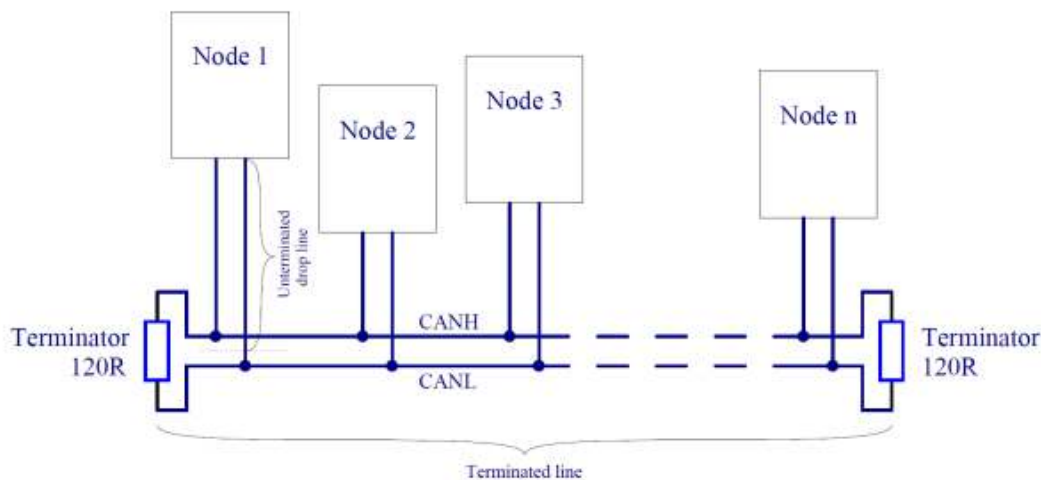 Node 1
Node 2
Node 3
Node n
Unterminated
drop line
CANH
CANL
Terminator
120R
Terminator
120R
Terminated line